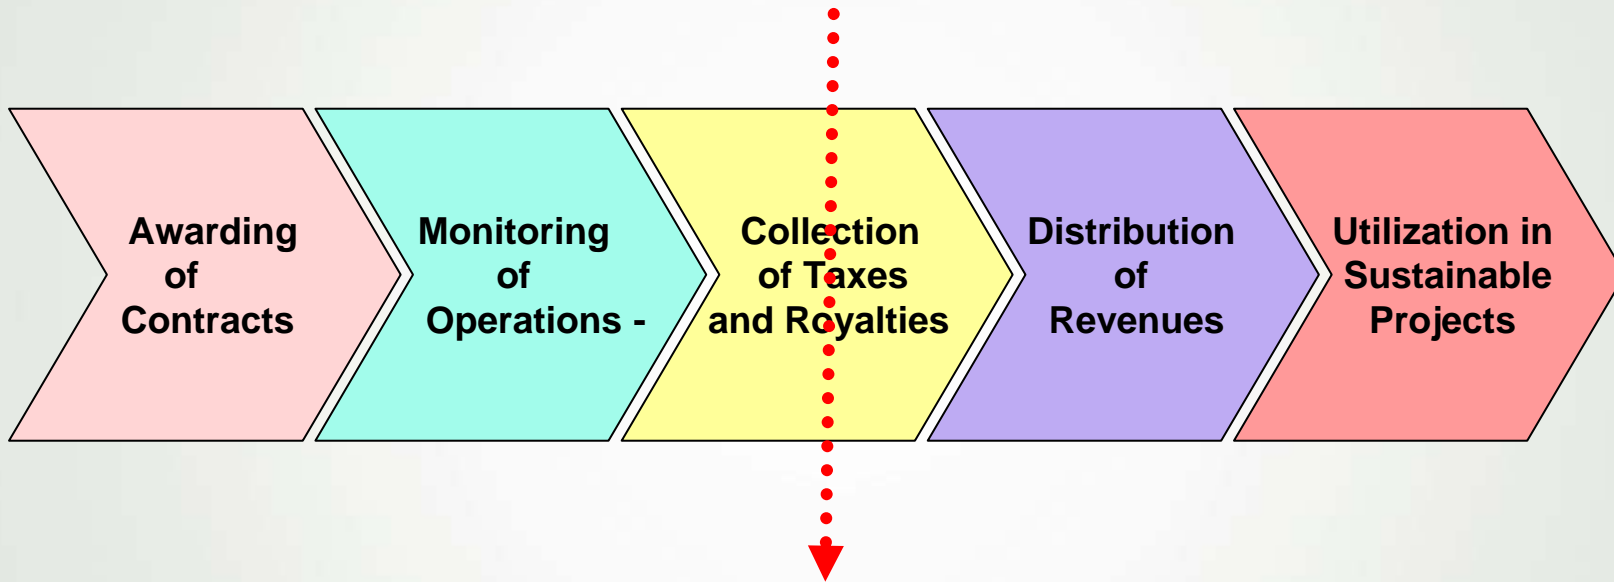 Awarding
of
Contracts
Monitoring
of
Operations -
Collection
of Taxes
and Royalties
Distribution
of
Revenues
Utilization in
Sustainable
Projects